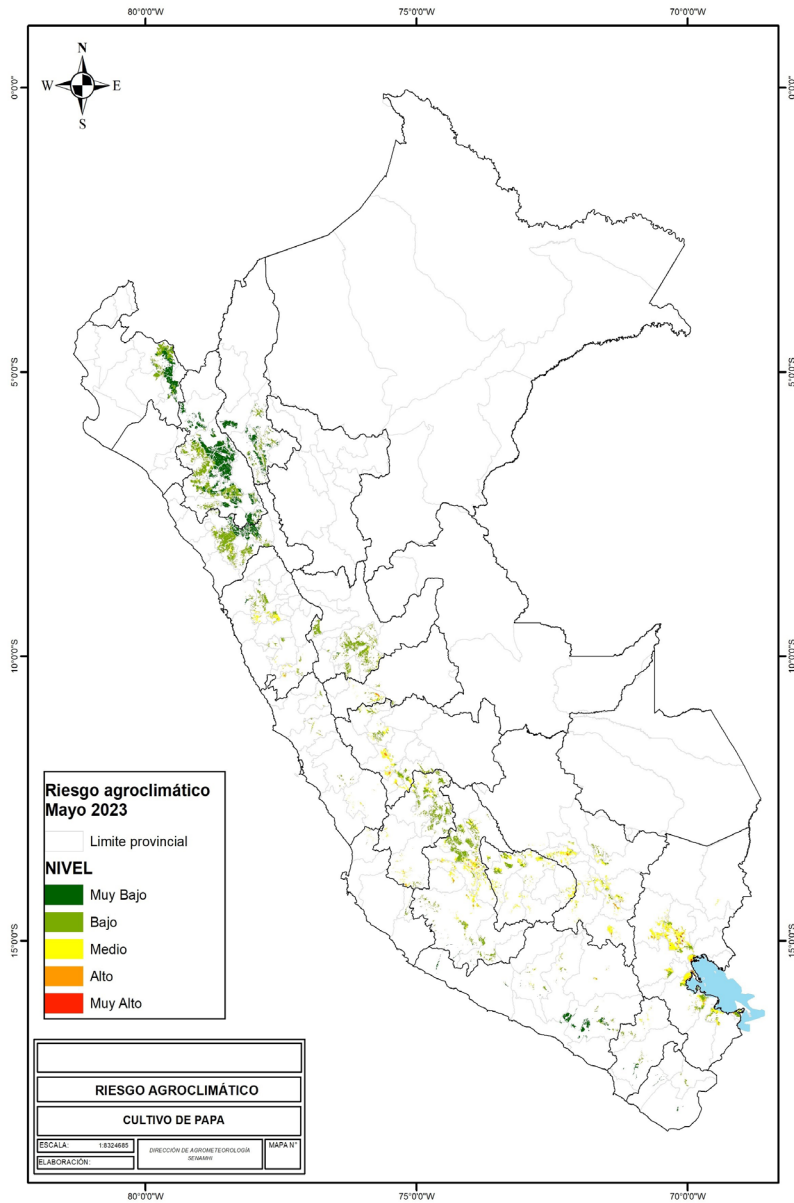 80°0'0"W 75°0'0"W 70°0'0"W
N
W E
S
0°0'0" 0°0'0"
5°0'0"S 5°0'0"S
10°0'0"S 10°0'0"S
15°0'0"S 15°0'0"S
Riesgo agroclimático
Mayo 2023
Limite provincial
NIVEL
Muy Bajo
Bajo
Medio
Alto
Muy Alto
RIESGO AGROCLIMÁTICO
CULTIVO DE PAPA
ESCALA: 1:8324685
DIRECCIÓN DE AGROMETEOROLOGÍA
SENAMHI
MAPA N°
ELABORACIÓN:
80°0'0"W 75°0'0"W 70°0'0"W